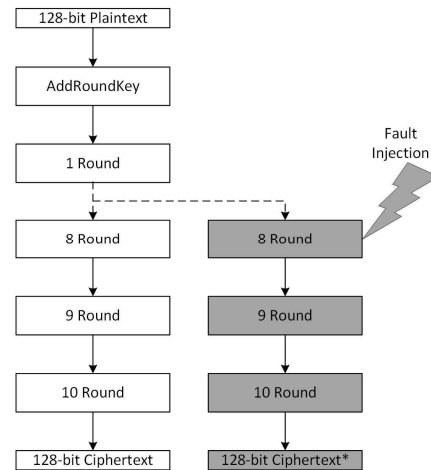 128-bit Plaintext
AddRoundKey
Fault
Injection
1 Round
8 Round
8 Round
9 Round
9 Round
10 Round
10 Round
128-bit Ciphertext
128-bit Ciphertext*